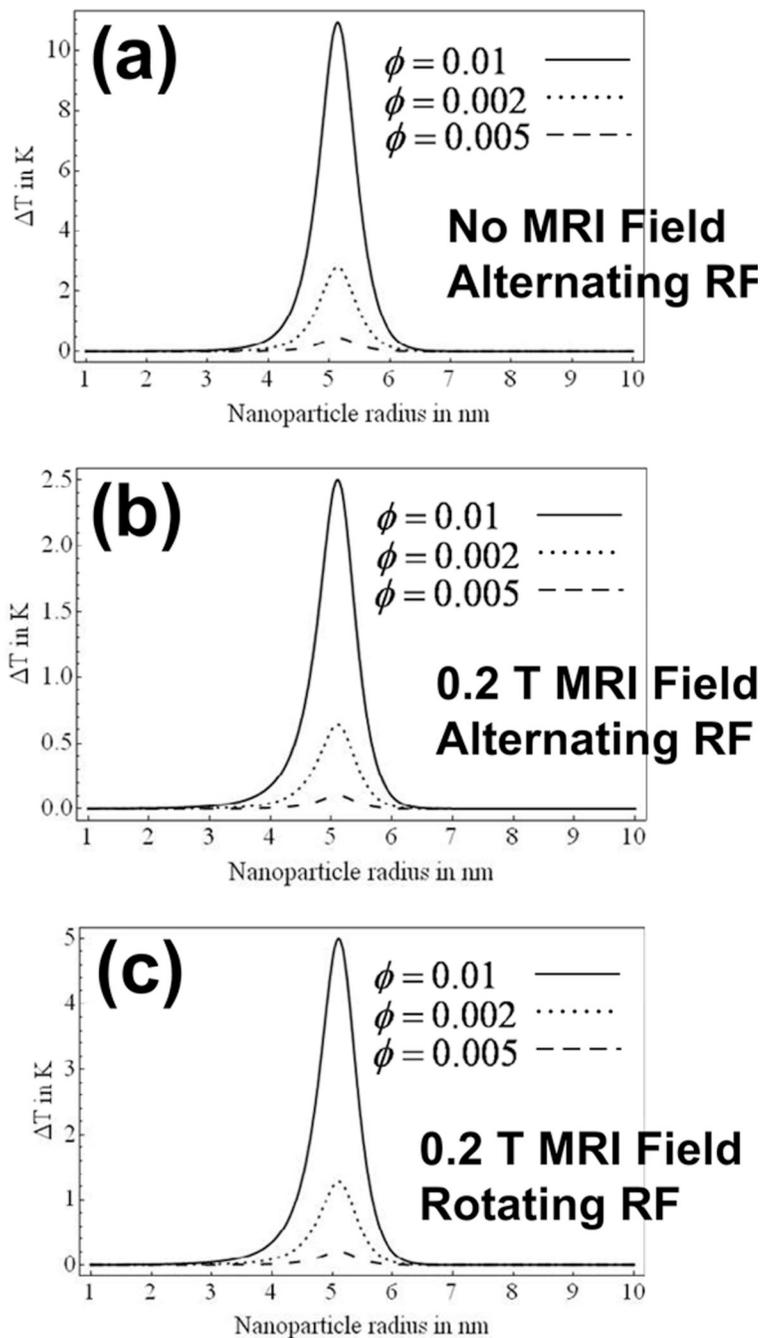 (a)
ϕ = 0.01
ϕ = 0.002
ϕ = 0.005
No MRI Field
Alternating RF
10
8
6
4
2
0
ΔT in K
1 2 3 4 5 6 7 8 9 10
Nanoparticle radius in nm
(b)
ϕ = 0.01
ϕ = 0.002
ϕ = 0.005
0.2 T MRI Field
Alternating RF
2.5
2.0
1.5
1.0
0.5
0.0
ΔT in K
1 2 3 4 5 6 7 8 9 10
Nanoparticle radius in nm
(c)
ϕ = 0.01
ϕ = 0.002
ϕ = 0.005
0.2 T MRI Field
Rotating RF
5
4
3
2
1
0
ΔT in K
1 2 3 4 5 6 7 8 9 10
Nanoparticle radius in nm